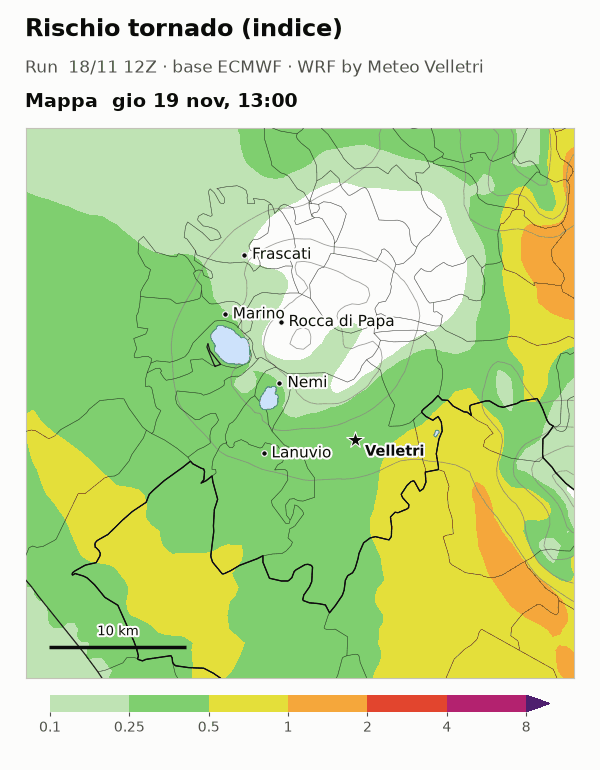 Rischio tornado (indice)
Run  18/11 12Z · base ECMWF · WRF by Meteo Velletri
Mappa  gio 19 nov, 13:00
Frascati
Marino
Rocca di Papa
Nemi
Velletri
Lanuvio
10 km
0.1 0.25 0.5 1 2 4 8